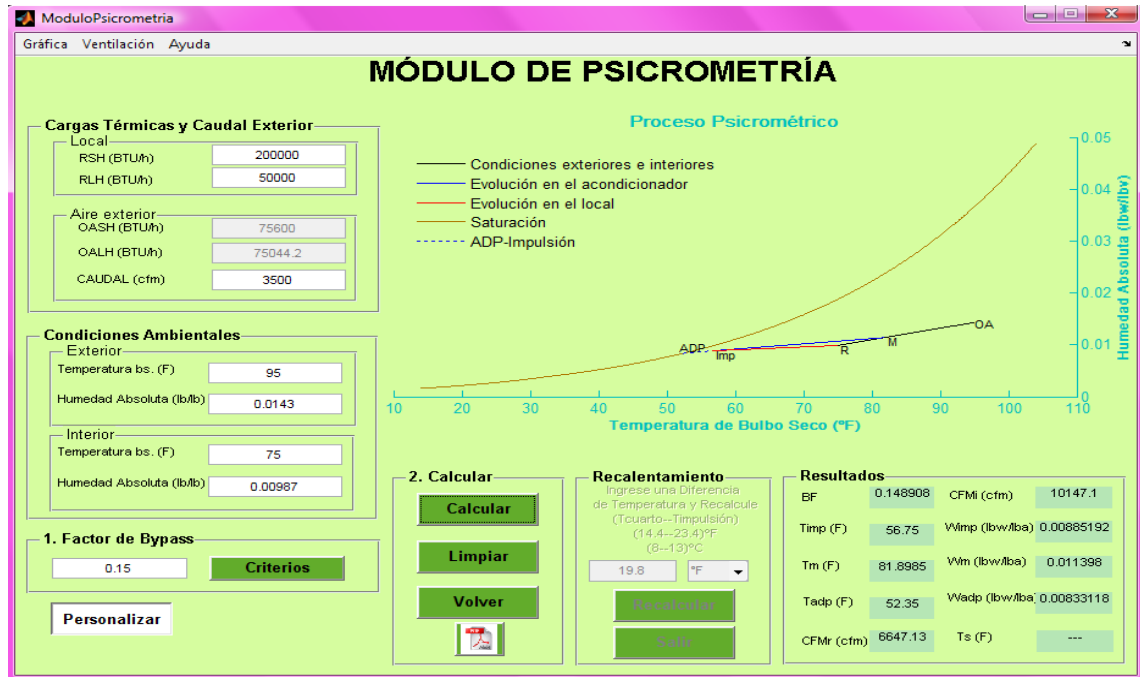 ModuloPsicrometria
Gráfica Ventilación Ayuda
MÓDULO DE PSICROMETRÍA
Cargas Térmicas y Caudal Exterior
Local
RSH (BTU/h) 200000
RLH (BTU/h) 50000
Aire exterior
OASH (BTU/h) 75600
OALH (BTU/h) 75044.2
CAUDAL (cfm) 3500
Condiciones Ambientales
Exterior
Temperatura bs. (F) 95
Humedad Absoluta (lb/lb) 0.0143
Interior
Temperatura bs. (F) 75
Humedad Absoluta (lb/lb) 0.00987
1. Factor de Bypass
0.15 Criterios
Personalizar
Proceso Psicrométrico
Condiciones exteriores e interiores
Evolución en el acondicionador
Evolución en el local
Saturación
ADP-Impulsión
0.05
0.04
0.03
0.02
0.01
0
Humedad Absoluta (lbw/lbv)
ADP
Imp
R
M
OA
10 20 30 40 50 60 70 80 90 100 110
Temperatura de Bulbo Seco (ºF)
2. Calcular
Calcular
Limpiar
Volver
Recalentamiento
Ingrese una Diferencia
de Temperatura y Recalcule
(Tcuarto--Timpulsión)
(14.4--23.4)ºF
(8--13)ºC
19.8 ºF
Recalcular
Salir
Resultados
BF 0.148908 CFMi (cfm) 10147.1
Timp (F) 56.75 Wimp (lbw/lba) 0.00885192
Tm (F) 81.8985 Wm (lbw/lba) 0.011398
Tadp (F) 52.35 Wadp (lbw/lba) 0.00833118
CFMr (cfm) 6647.13 Ts (F) ---